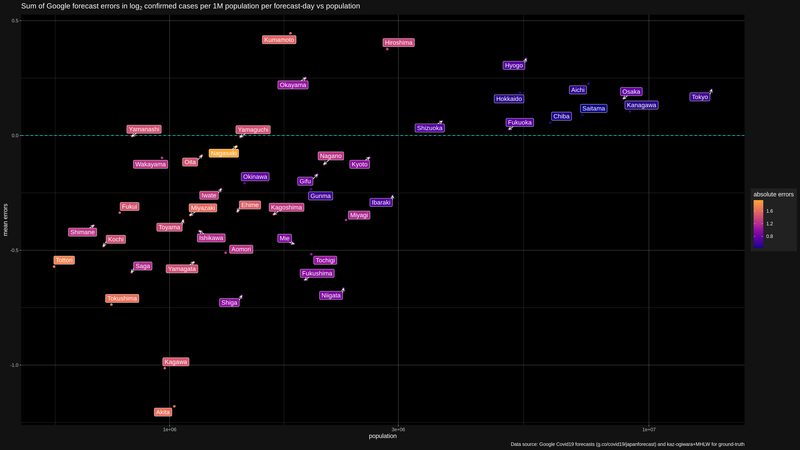 Sum of Google forecast errors in log2 confirmed cases per 1M population per forecast-day vs population
0.5
Kumamoto
Hiroshima
Hyogo
Okayama
Aichi
Osaka
Hokkaido
Tokyo
Saitama
Kanagawa
Chiba
Fukuoka
Shizuoka
Yamanashi
Yamaguchi
0.0
Nagasaki
Nagano
Oita
Wakayama
Kyoto
Okinawa
Gifu
Iwate
Gunma
Ibaraki
Fukui
Miyazaki
Ehime
Kagoshima
Miyagi
Toyama
Shimane
Kochi
Ishikawa
Mie
Aomori
-0.5
Tottori
Tochigi
Saga
Yamagata
Fukushima
Tokushima
Niigata
Shiga
Kagawa
-1.0
Akita
mean errors
1e+06
3e+06
1e+07
population
absolute errors
1.6
1.2
0.8
Data source: Google Covid19 forecasts (g.co/covid19/japanforecast) and kaz-ogiwara+MHLW for ground-truth